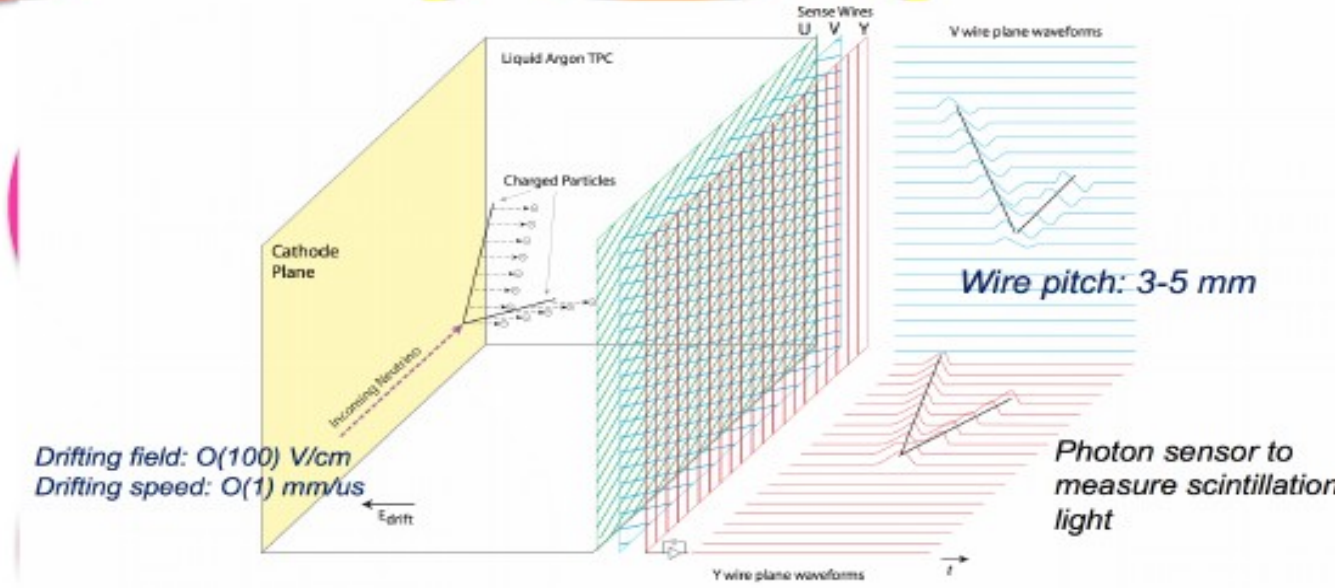 Sense Wires
U V Y
V wire plane waveforms
Liquid Argon TPC
Charged Particles
Cathode
Plane
Wire pitch: 3-5 mm
Incoming Neutrino
Drifting field: O(100) V/cm
Drifting speed: O(1) mm/us
Edrift
Photon sensor to
measure scintillation
light
t
Y wire plane waveforms